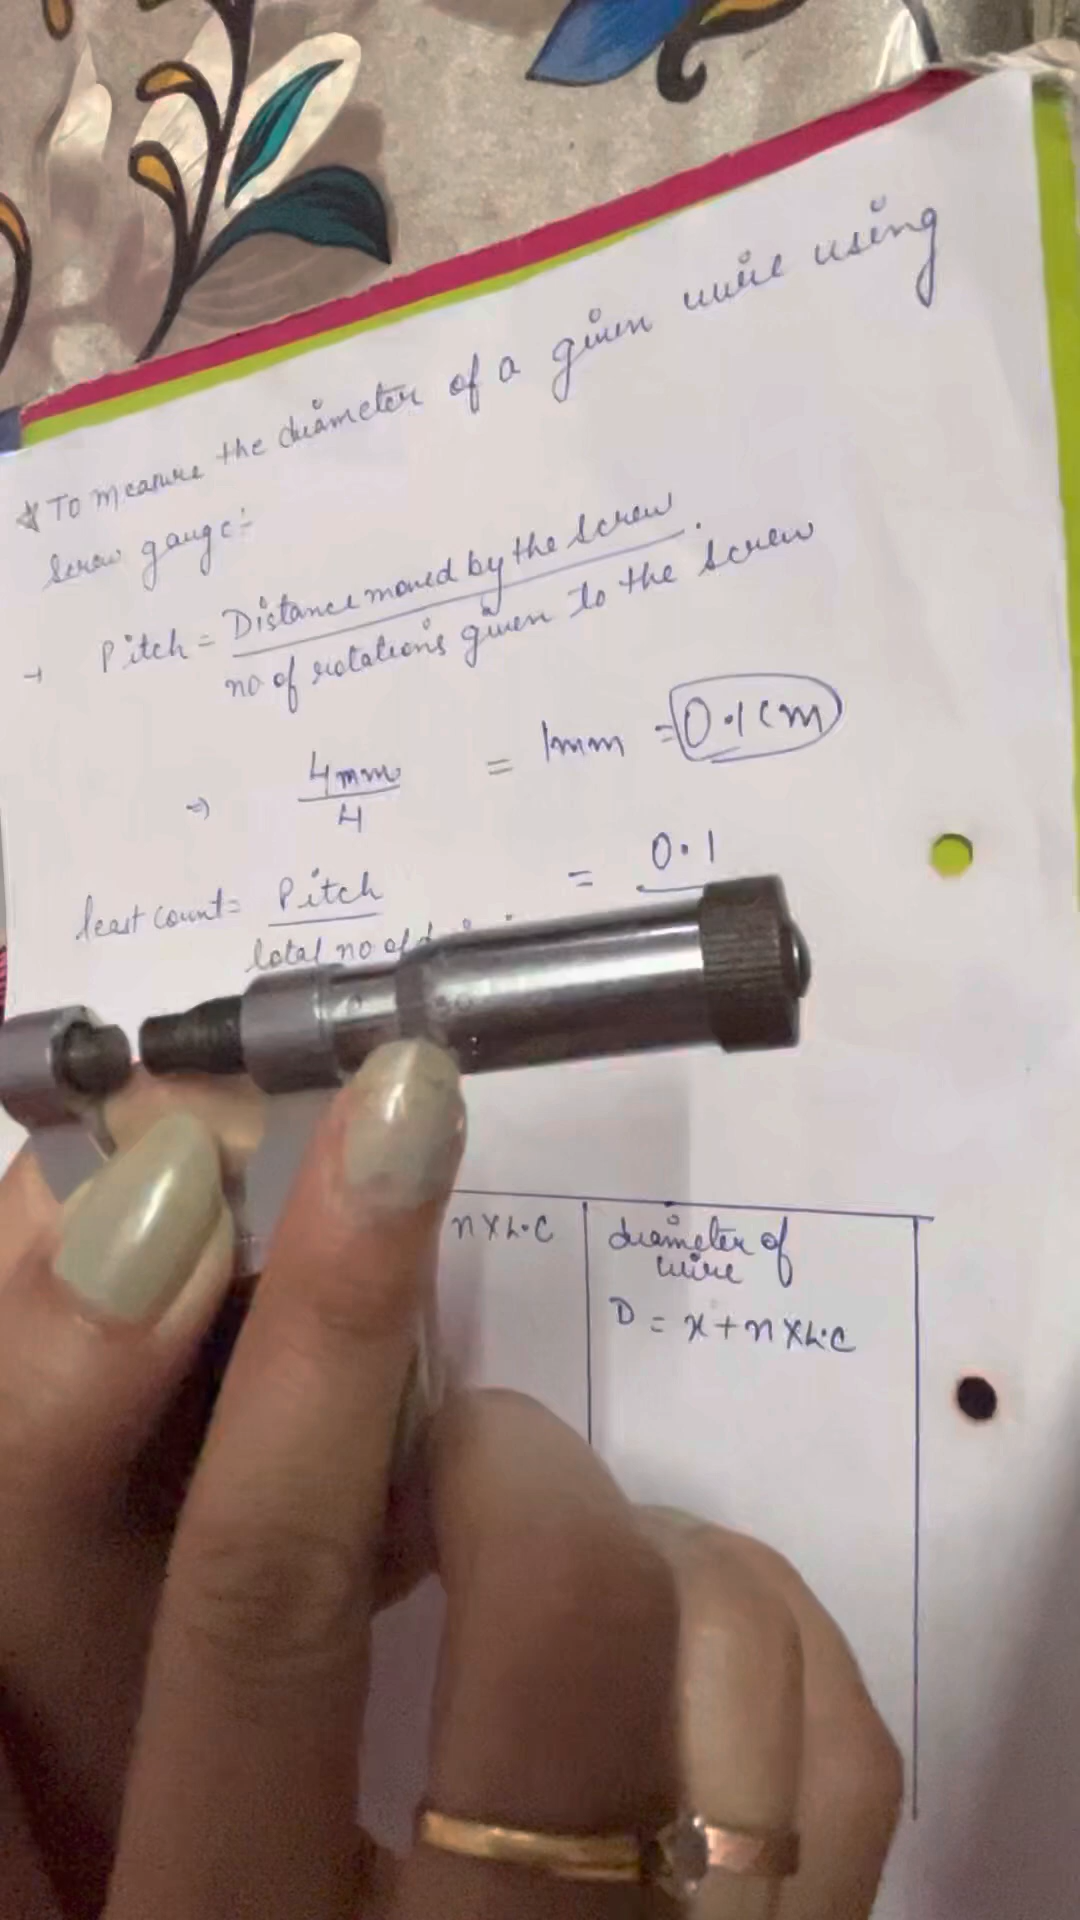 * To measure the diameter of a given wire using
Screw gauge:-
→ Pitch = Distance moved by the screw
no of rotations given to the screw
⇒ 4mm = 1mm = 0.1cm
4
least count = Pitch = 0.1
total no of
n×L.C
diameter of
wire
D = x+n×L.C